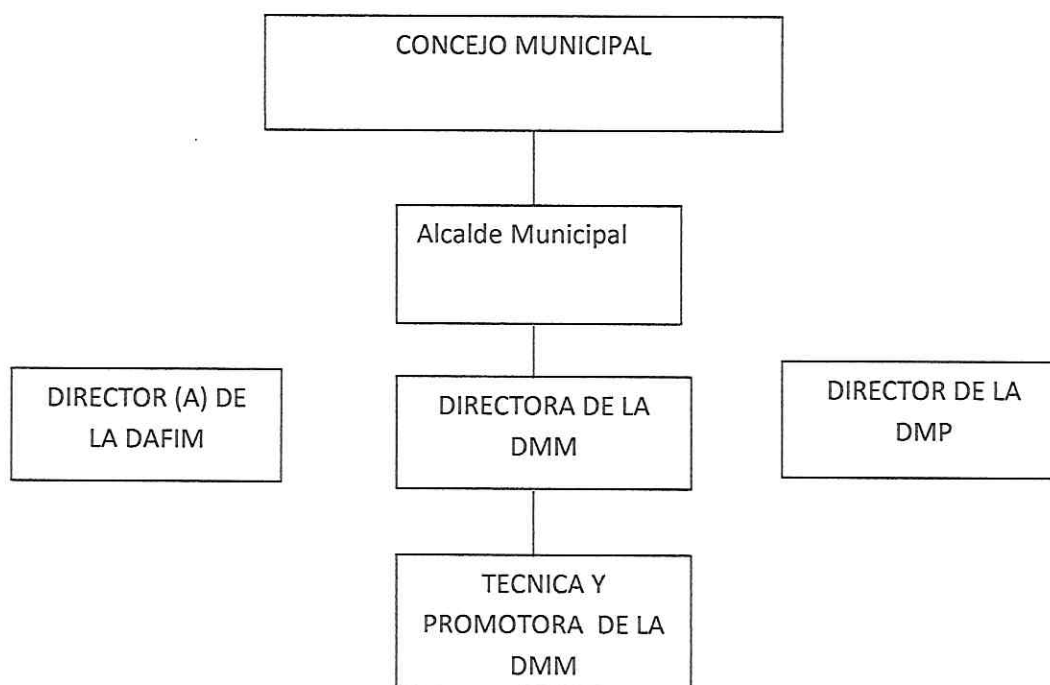 CONCEJO MUNICIPAL
Alcalde Municipal
DIRECTOR (A) DE
LA DAFIM
DIRECTORA DE LA
DMM
DIRECTOR DE LA
DMP
TECNICA Y
PROMOTORA DE LA
DMM